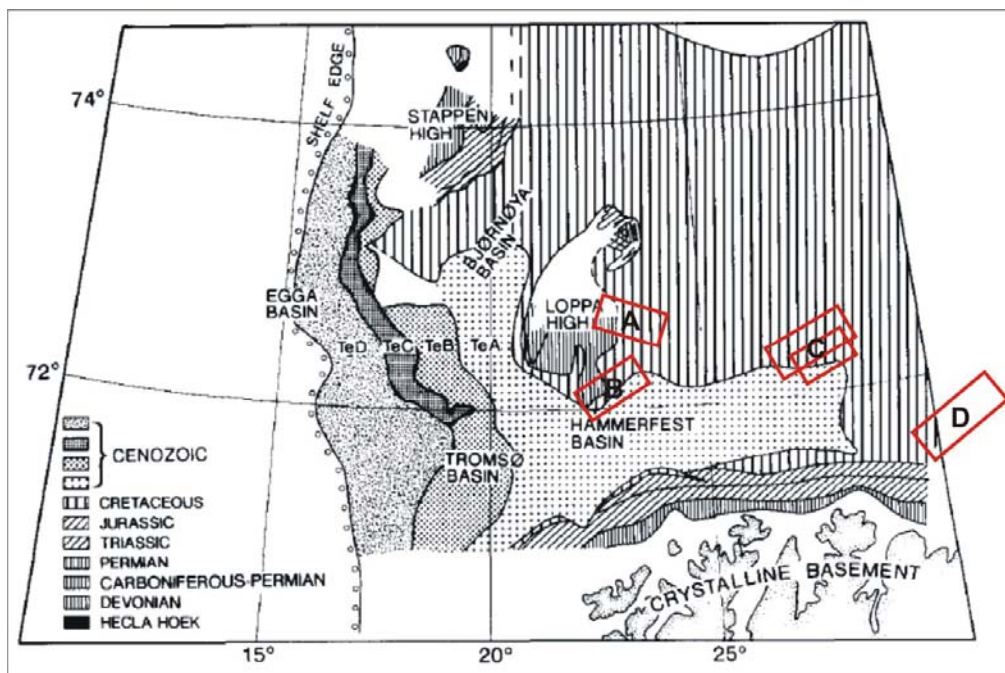 74°
SHELF EDGE
STAPPEN
HIGH
BJØRNØYA
BASIN
EGGA
BASIN
LOPPA
HIGH
A
TeD
TeC
TeB
TeA
C
72°
B
D
HAMMERFEST
BASIN
TROMSØ
BASIN
CENOZOIC
CRETACEOUS
JURASSIC
TRIASSIC
PERMIAN
CARBONIFEROUS-PERMIAN
DEVONIAN
HECLA HOEK
CRYSTALLINE BASEMENT
15°
20°
25°